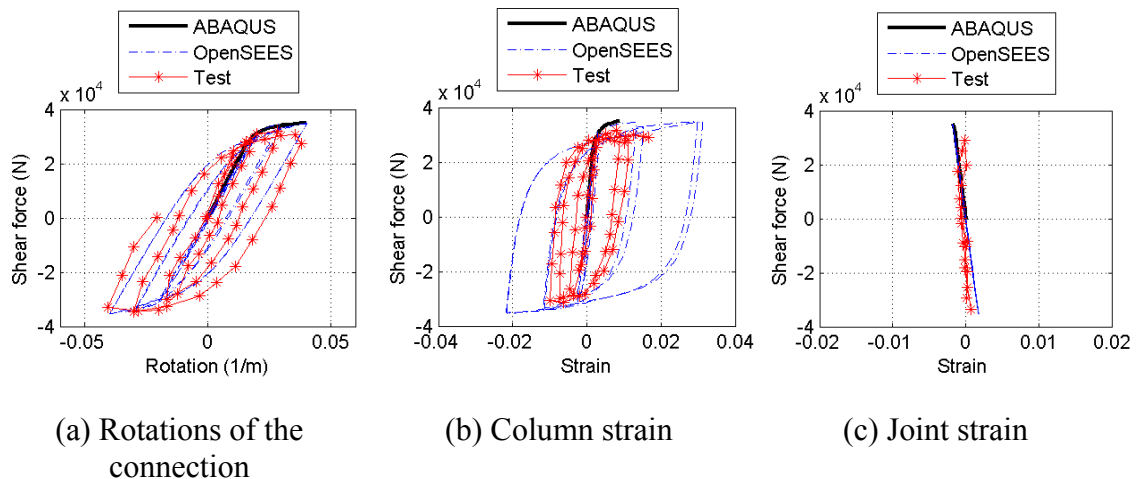 ABAQUS
OpenSEES
Test
x 10^4
Shear force (N)
4
2
0
-2
-4
-0.05
0
0.05
Rotation (1/m)
(a) Rotations of the
connection
ABAQUS
OpenSEES
Test
x 10^4
Shear force (N)
4
2
0
-2
-4
-0.04
-0.02
0
0.02
0.04
Strain
(b) Column strain
ABAQUS
OpenSEES
Test
x 10^4
Shear force (N)
4
2
0
-2
-4
-0.02
-0.01
0
0.01
0.02
Strain
(c) Joint strain